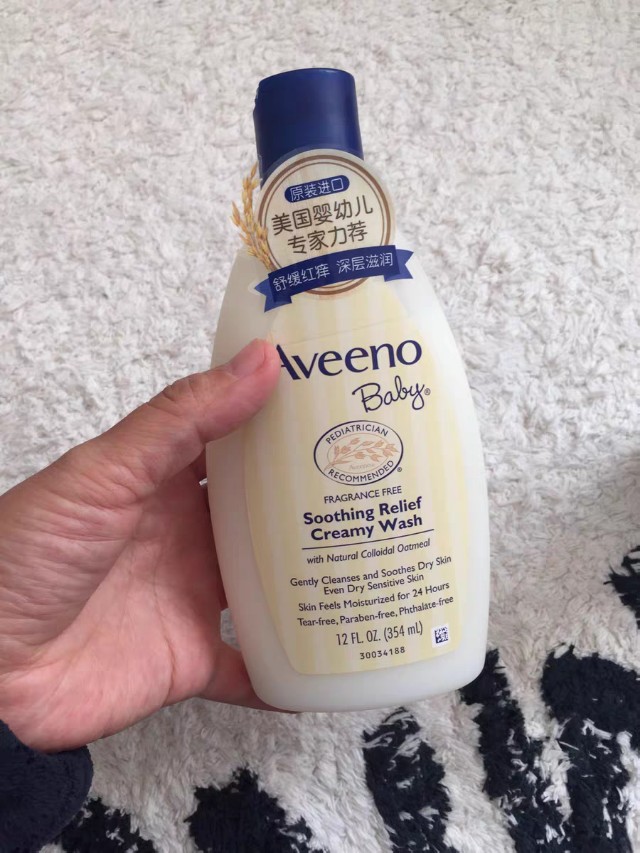 原装进口
美国婴幼儿
专家力荐
舒缓红痒 深层滋润
Aveeno
Baby®
PEDIATRICIAN
Aveeno
RECOMMENDED®
FRAGRANCE FREE
Soothing Relief
Creamy Wash
with Natural Colloidal Oatmeal
Gently Cleanses and Soothes Dry Skin
Even Dry Sensitive Skin
Skin Feels Moisturized for 24 Hours
Tear-free, Paraben-free, Phthalate-free
12 FL. OZ. (354 mL)
30034188